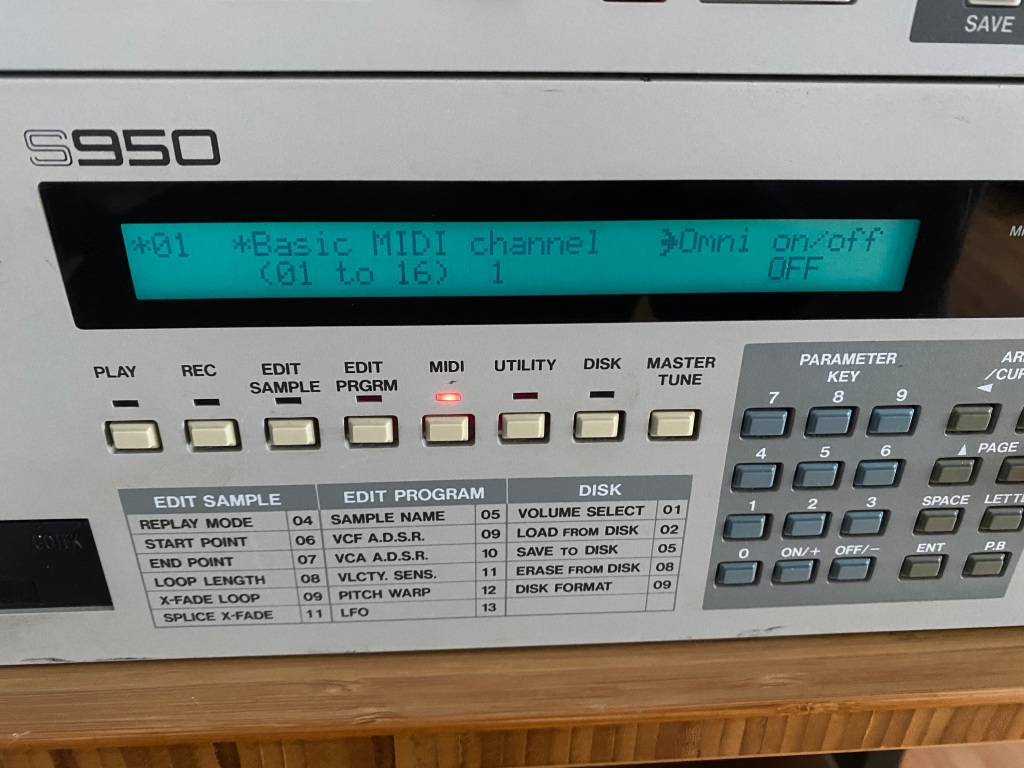 SAVE
S950
*01 *Basic MIDI channel Omni on/off
(01 to 16) 1 OFF
PLAY REC EDIT SAMPLE EDIT PRGRM MIDI UTILITY DISK MASTER TUNE
PARAMETER KEY
7 8 9
4 5 6
PAGE
1 2 3 SPACE
0 ON/+ OFF/− ENT P.B
EDIT SAMPLE
REPLAY MODE 04
START POINT 06
END POINT 07
LOOP LENGTH 08
X-FADE LOOP 09
SPLICE X-FADE 11
EDIT PROGRAM
SAMPLE NAME 05
VCF A.D.S.R. 09
VCA A.D.S.R. 10
VLCTY. SENS. 11
PITCH WARP 12
LFO 13
DISK
VOLUME SELECT 01
LOAD FROM DISK 02
SAVE TO DISK 05
ERASE FROM DISK 08
DISK FORMAT 09